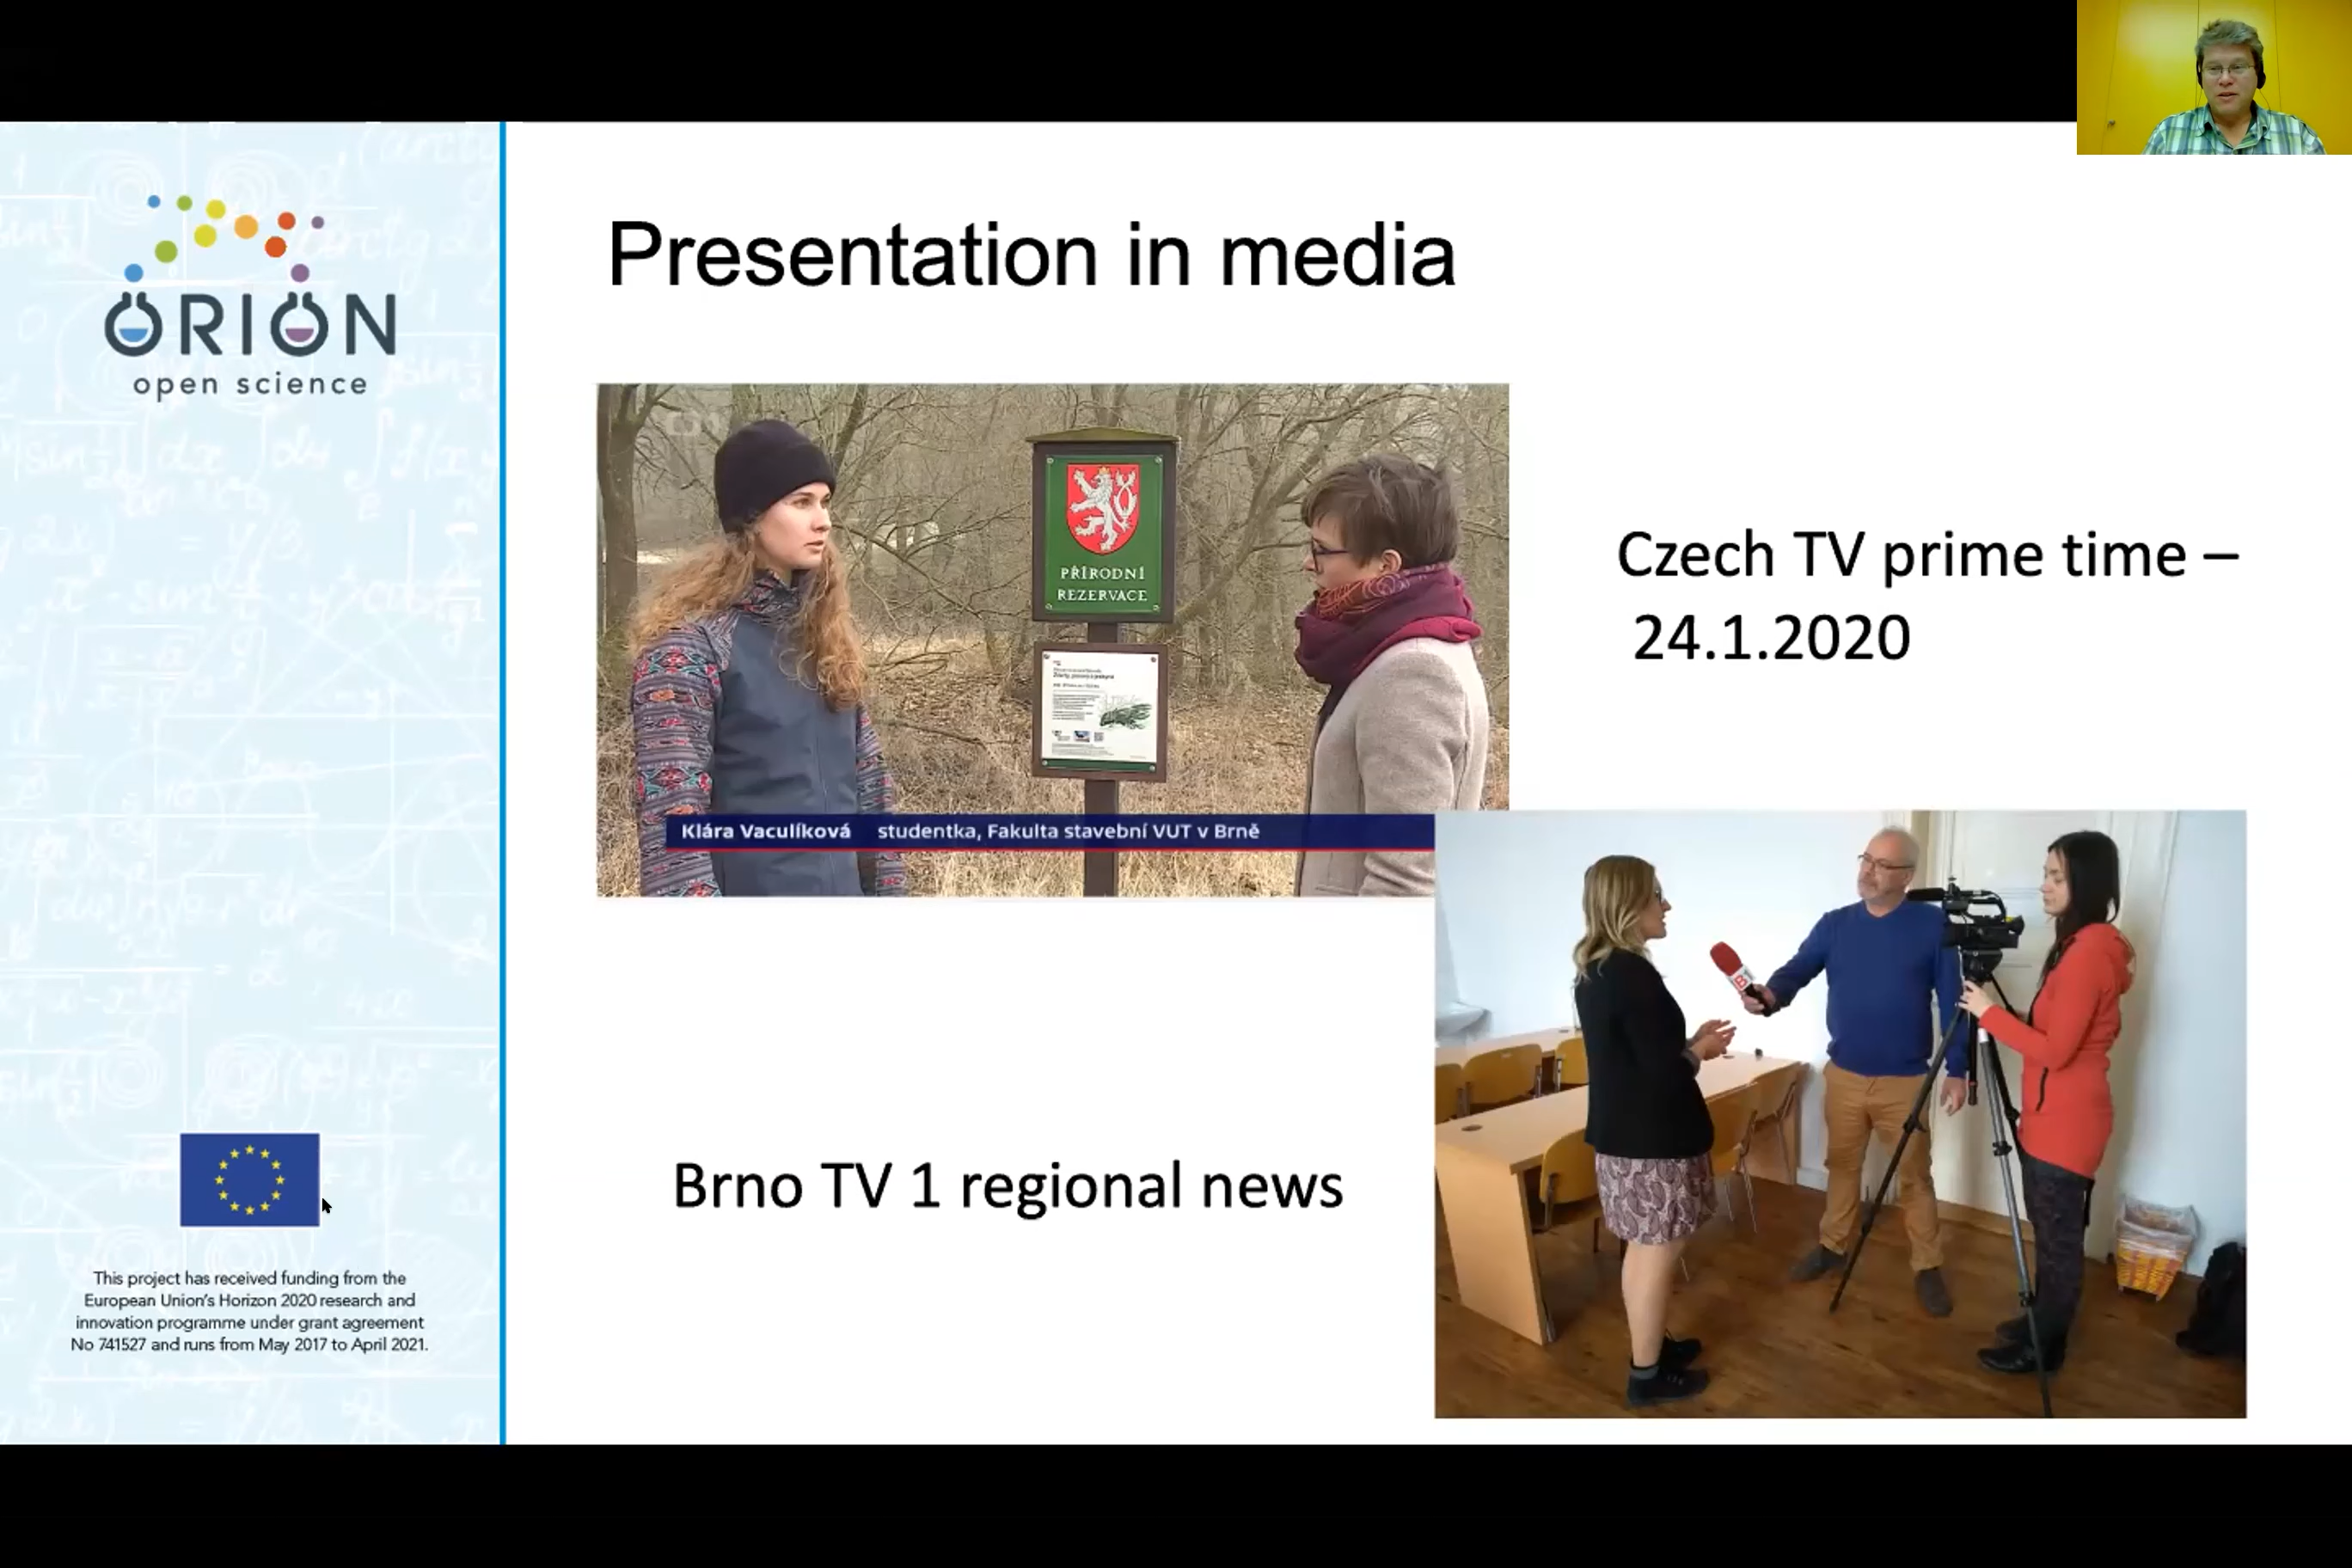 ORION
open science
This project has received funding from the
European Union's Horizon 2020 research and
innovation programme under grant agreement
No 741527 and runs from May 2017 to April 2021.
Presentation in media
PŘÍRODNÍ
REZERVACE
Klára Vaculíková studentka, Fakulta stavební VUT v Brně
Czech TV prime time –
24.1.2020
Brno TV 1 regional news